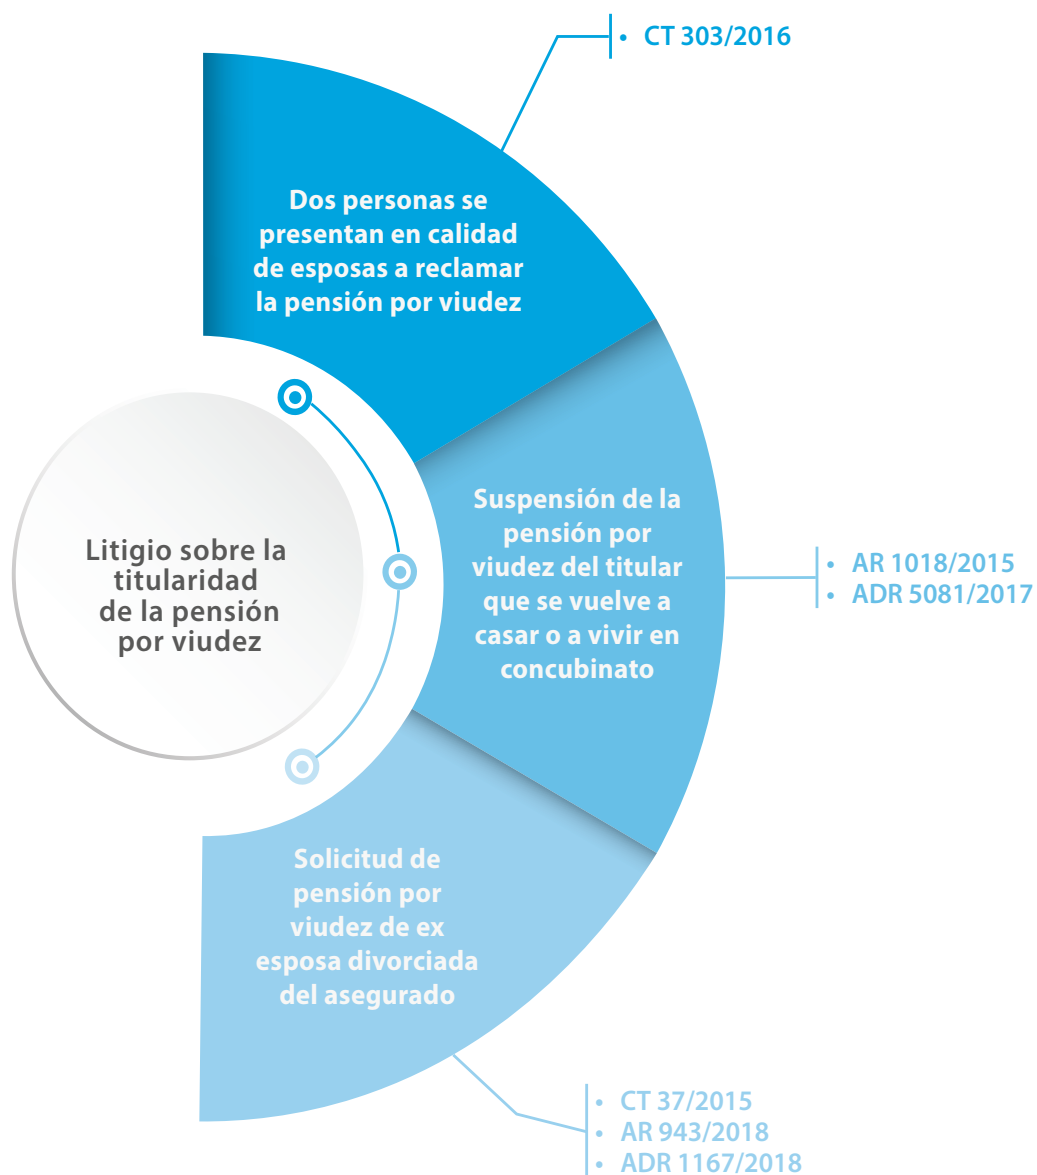 • CT 303/2016
Dos personas se
presentan en calidad
de esposas a reclamar
la pensión por viudez
Litigio sobre la
titularidad
de la pensión
por viudez
Suspensión de la
pensión por
viudez del titular
que se vuelve a
casar o a vivir en
concubinato
• AR 1018/2015
• ADR 5081/2017
Solicitud de
pensión por
viudez de ex
esposa divorciada
del asegurado
• CT 37/2015
• AR 943/2018
• ADR 1167/2018